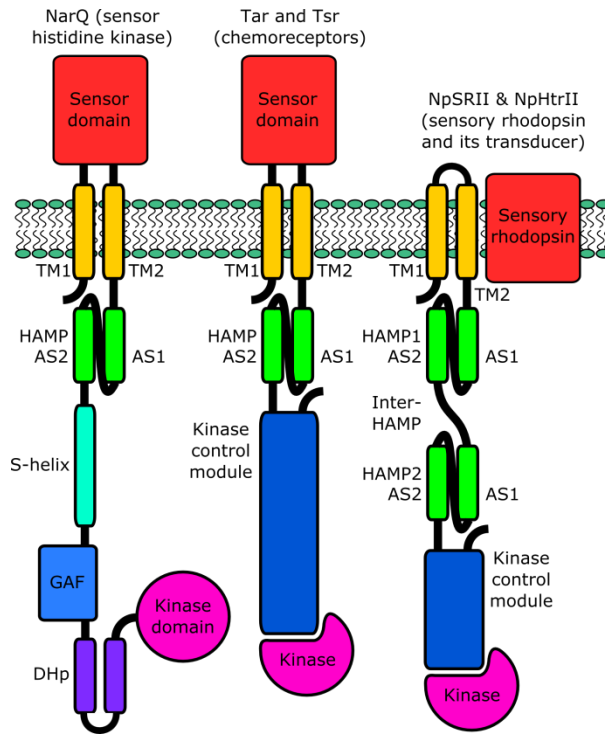 NarQ (sensor
histidine kinase)
Sensor
domain
TM1
TM2
HAMP
AS2
AS1
S-helix
GAF
DHp
Kinase
domain
Tar and Tsr
(chemoreceptors)
Sensor
domain
TM1
TM2
HAMP
AS2
AS1
Kinase
control
module
Kinase
NpSRII & NpHtrII
(sensory rhodopsin
and its transducer)
Sensory
rhodopsin
TM1
TM2
HAMP1
AS2
AS1
Inter-
HAMP
HAMP2
AS2
AS1
Kinase
control
module
Kinase